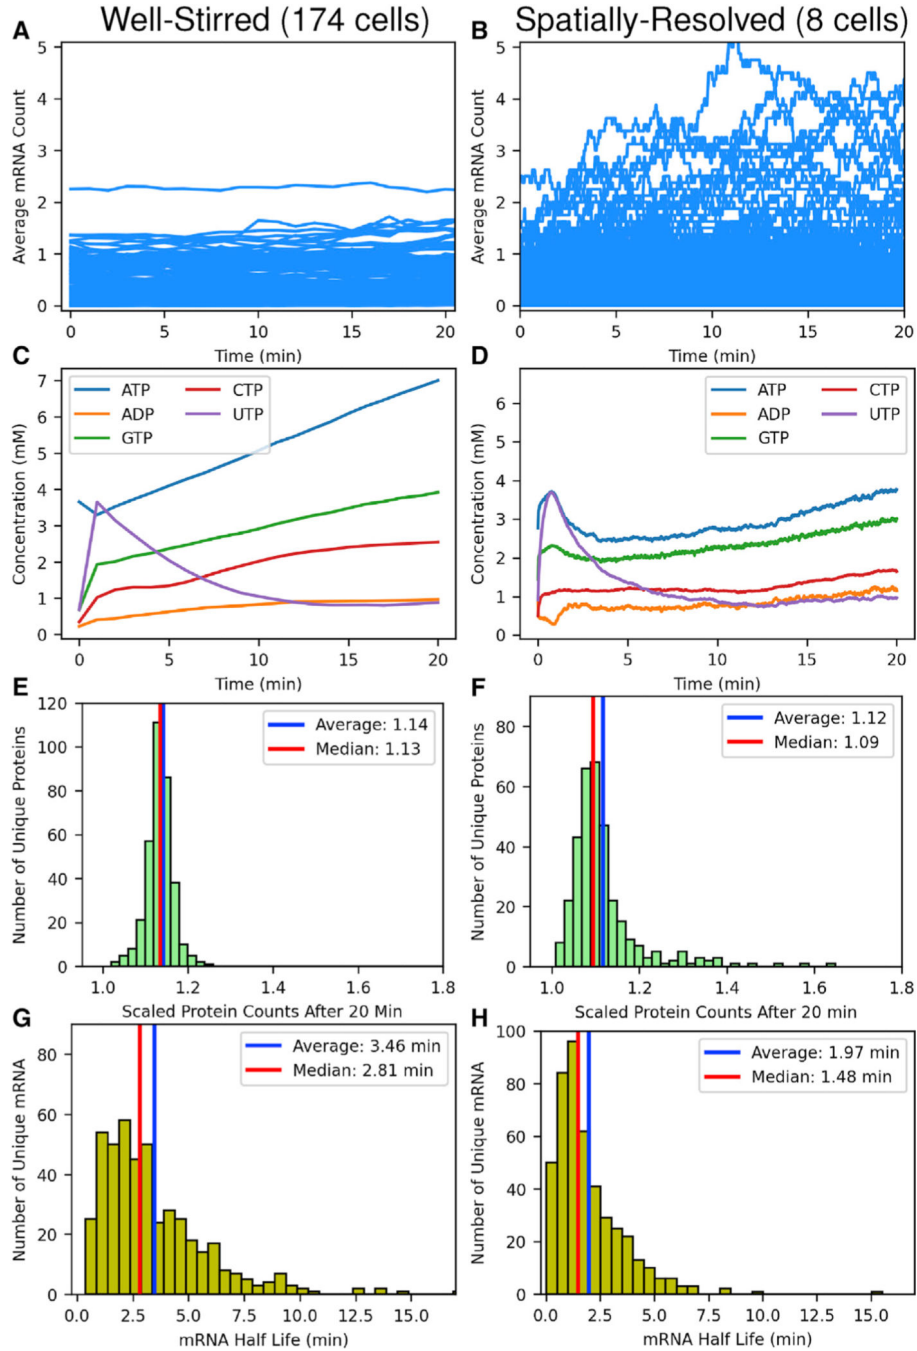 Well-Stirred (174 cells)
Spatially-Resolved (8 cells)
A
B
Average mRNA Count
5
4
3
2
1
0
0 5 10 15 20
Time (min)
Average mRNA Count
5
4
3
2
1
0
5 10 15 20
Time (min)
C
D
Concentration (mM)
7
6
5
4
3
2
1
0
ATP CTP
ADP UTP
GTP
0 5 10 15 20
Time (min)
Concentration (mM)
6
5
4
3
2
1
0
ATP CTP
ADP UTP
GTP
0 5 10 15 20
Time (min)
E
F
Number of Unique Proteins
120
100
80
60
40
20
0
Average: 1.14
Median: 1.13
1.0 1.2 1.4 1.6 1.8
Scaled Protein Counts After 20 Min
Number of Unique Proteins
80
60
40
20
0
Average: 1.12
Median: 1.09
1.0 1.2 1.4 1.6 1.8
Scaled Protein Counts After 20 min
G
H
Number of Unique mRNA
80
60
40
20
0
Average: 3.46 min
Median: 2.81 min
0.0 2.5 5.0 7.5 10.0 12.5 15.0
mRNA Half Life (min)
Number of Unique mRNA
100
80
60
40
20
0
Average: 1.97 min
Median: 1.48 min
0.0 2.5 5.0 7.5 10.0 12.5 15.0
mRNA Half Life (min)